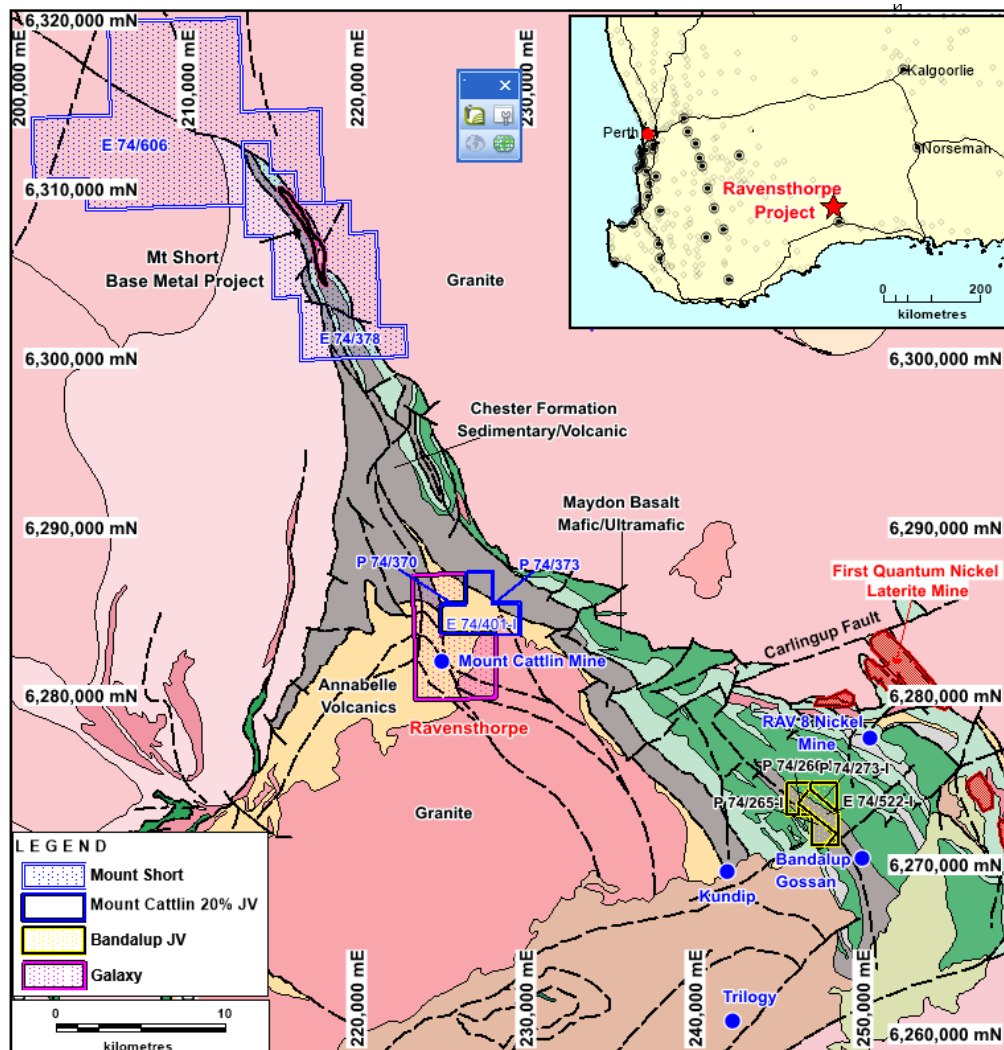 6,320,000 mN
200,000 mE
210,000 mE
220,000 mE
230,000 mE
Kalgoorlie
Perth
Norseman
Ravensthorpe
Project
0
200
kilometres
E 74/606
6,310,000 mN
Mt Short
Base Metal Project
Granite
E 74/378
6,300,000 mN
6,300,000 mN
Chester Formation
Sedimentary/Volcanic
Maydon Basalt
Mafic/Ultramafic
6,290,000 mN
6,290,000 mN
P 74/370
P 74/373
First Quantum Nickel
Laterite Mine
E 74/401-I
Carlingup Fault
Mount Cattlin Mine
6,280,000 mN
6,280,000 mN
Annabelle
Volcanics
Ravensthorpe
RAV 8 Nickel
Mine
P 74/273-I
P 74/265-I
E 74/522-I
Granite
LEGEND
Mount Short
Mount Cattlin 20% JV
Bandalup JV
Galaxy
Bandalup
Gossan
6,270,000 mN
Kundip
220,000 mE
230,000 mE
240,000 mE
250,000 mE
Trilogy
0
10
kilometres
6,260,000 mN